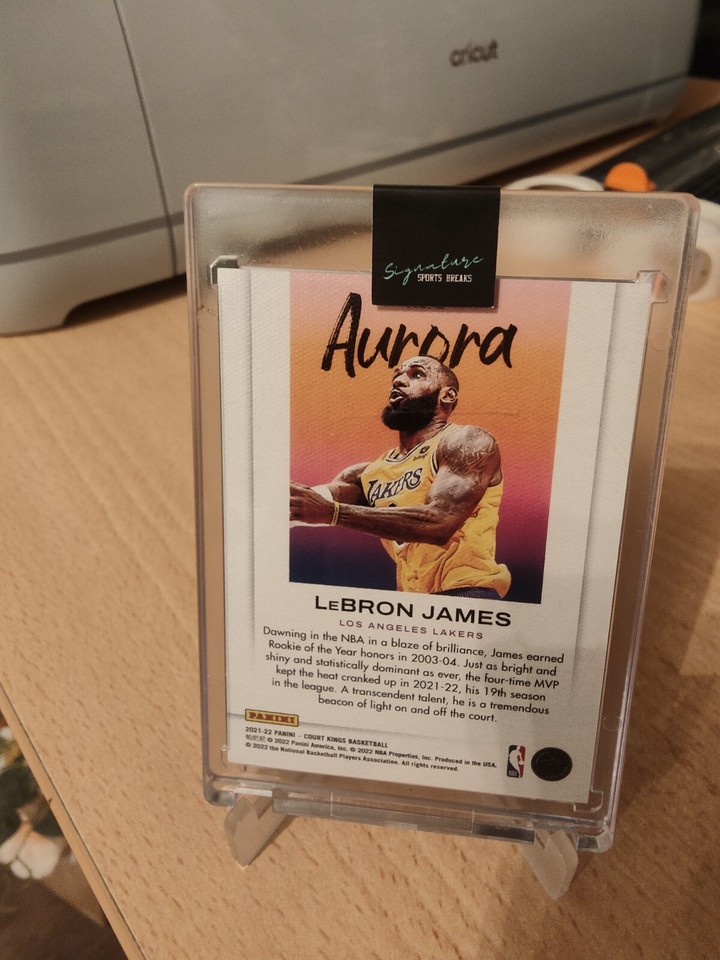 cricut
Signature
SPORTS BREAKS
Aurora
LAKERS
LEBRON JAMES
LOS ANGELES LAKERS
Dawning in the NBA in a blaze of brilliance, James earned
Rookie of the Year honors in 2003-04. Just as bright and
shiny and statistically dominant as ever, the four-time MVP
kept the heat cranked up in 2021-22, his 19th season
in the league. A transcendent talent, he is a tremendous
beacon of light on and off the court.
PANINI
2021-22 PANINI – COURT KINGS BASKETBALL
© 2022 Panini America, Inc. © 2022 NBA Properties, Inc. Produced in the USA.
© 2022 the National Basketball Players Association. All rights reserved.
NBA